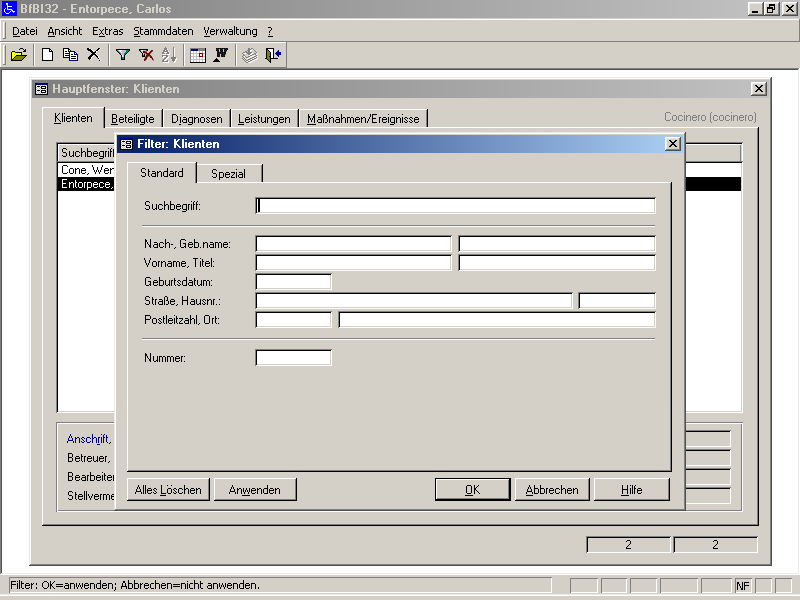 BfBI32 - Entorpece, Carlos
Datei Ansicht Extras Stammdaten Verwaltung ?
Hauptfenster: Klienten
Klienten Beteiligte Diagnosen Leistungen Maßnahmen/Ereignisse
Cocinero (cocinero)
Filter: Klienten
Suchbegriff
Cone, Wer
Entorpece,
Standard Spezial
Suchbegriff:
Nach-, Geb.name:
Vorname, Titel:
Geburtsdatum:
Straße, Hausnr.:
Postleitzahl, Ort:
Nummer:
Anschrift,
Betreuer,
Bearbeiter
Stellverme
Alles Löschen Anwenden OK Abbrechen Hilfe
2 2
Filter: OK=anwenden; Abbrechen=nicht anwenden.
NF